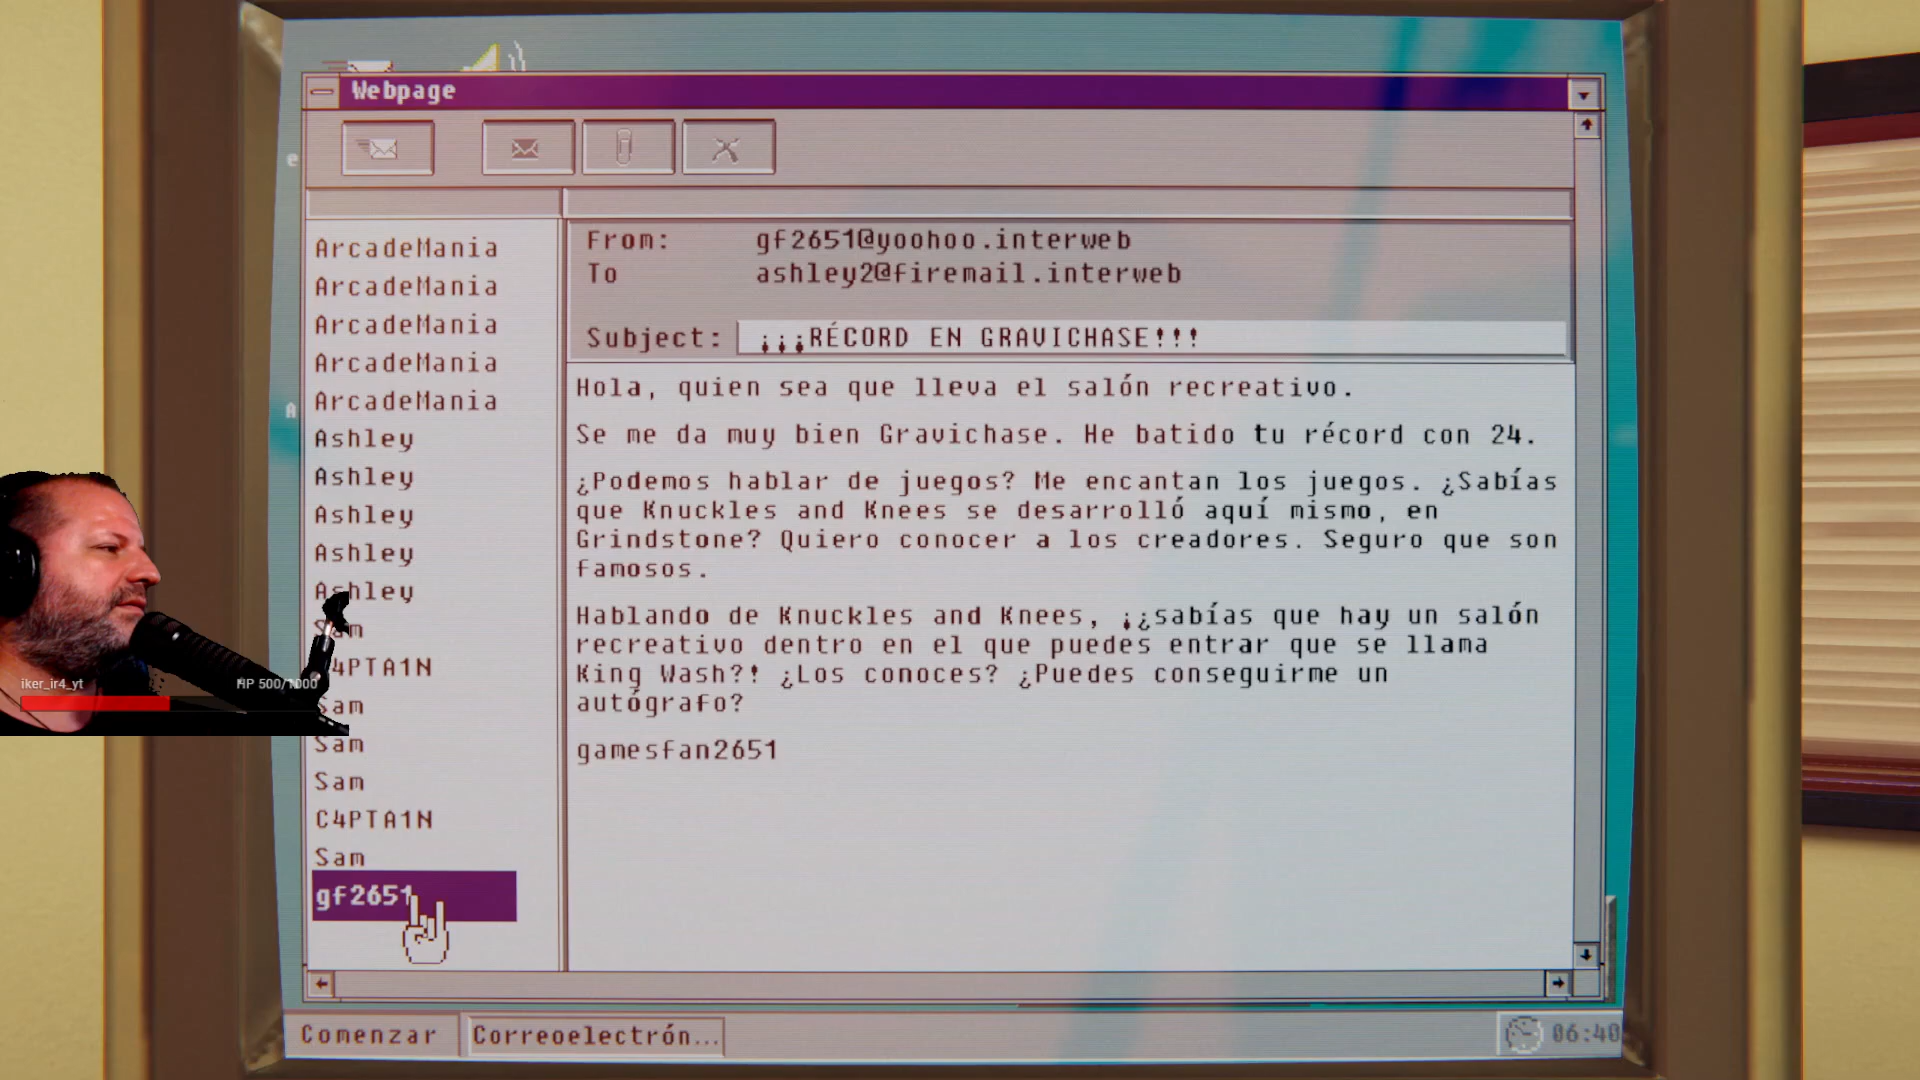 Webpage
From: gf2651@yoohoo.interweb
To ashley2@firemail.interweb
Subject: ¡¡¡RÉCORD EN GRAVICHASE!!!
ArcadeMania
ArcadeMania
ArcadeMania
ArcadeMania
ArcadeMania
Ashley
Ashley
Ashley
Ashley
Ashley
Sam
C4PTA1N
Sam
Sam
Sam
C4PTA1N
Sam
gf2651
Hola, quien sea que lleva el salón recreativo.
Se me da muy bien Gravichase. He batido tu récord con 24.
¿Podemos hablar de juegos? Me encantan los juegos. ¿Sabías
que Knuckles and Knees se desarrolló aquí mismo, en
Grindstone? Quiero conocer a los creadores. Seguro que son
famosos.
Hablando de Knuckles and Knees, ¡¿sabías que hay un salón
recreativo dentro en el que puedes entrar que se llama
King Wash?! ¿Los conoces? ¿Puedes conseguirme un
autógrafo?
gamesfan2651
iker_ir4_yt HP 500/1000
Comenzar Correoelectrón... 06:40